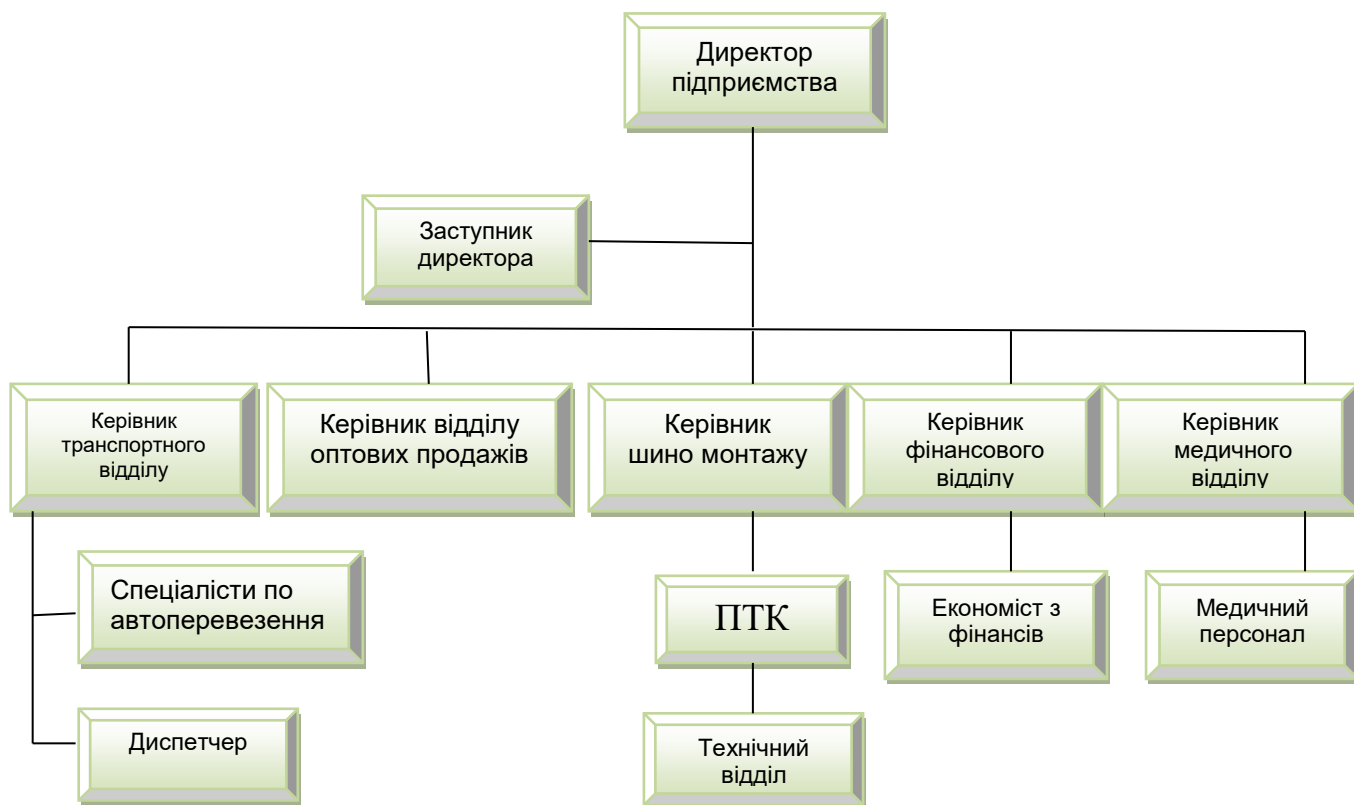 Директор
підприємства
Заступник
директора
Керівник
транспортного
відділу
Керівник відділу
оптових продажів
Керівник
шино монтажу
Керівник
фінансового
відділу
Керівник
медичного
відділу
Спеціалісти по
автоперевезення
ПТК
Економіст з
фінансів
Медичний
персонал
Диспетчер
Технічний
відділ